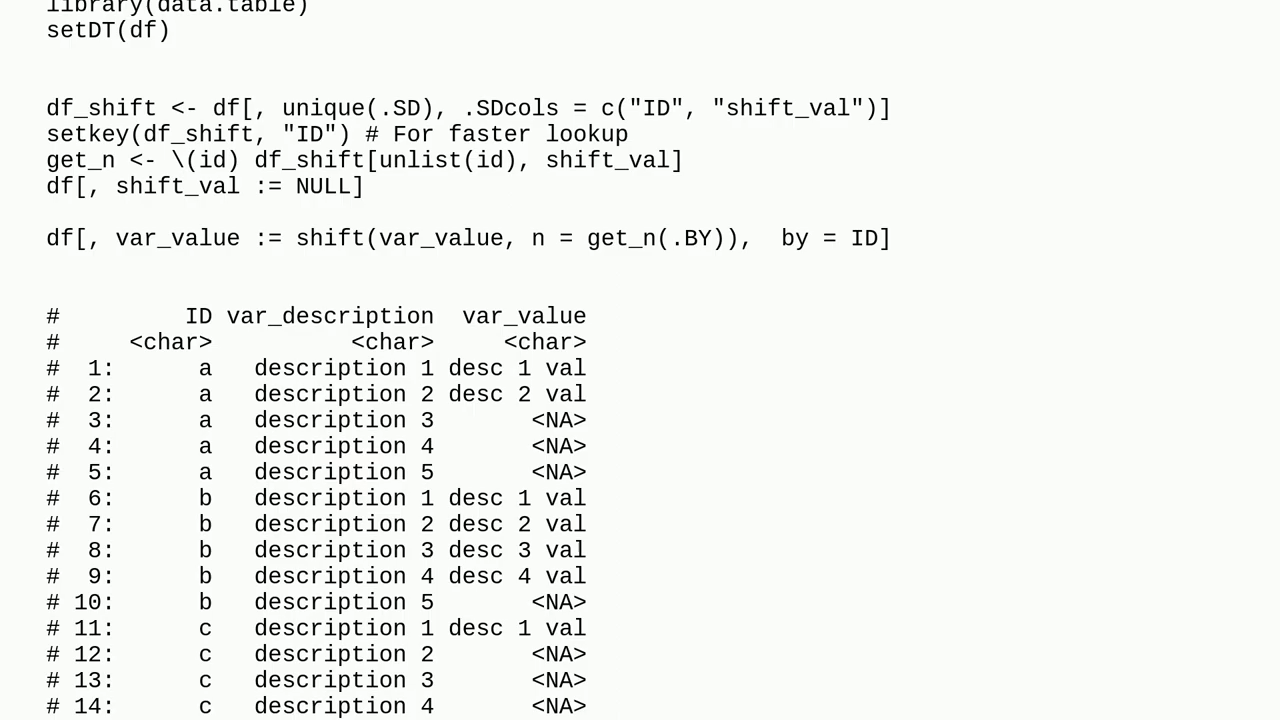 library(data.table)
setDT(df)
df_shift <- df[, unique(.SD), .SDcols = c("ID", "shift_val")]
setkey(df_shift, "ID") # For faster lookup
get_n <- \(id) df_shift[unlist(id), shift_val]
df[, shift_val := NULL]
df[, var_value := shift(var_value, n = get_n(.BY)),  by = ID]
#         ID var_description  var_value
#     <char>          <char>     <char>
#  1:      a   description 1 desc 1 val
#  2:      a   description 2 desc 2 val
#  3:      a   description 3       <NA>
#  4:      a   description 4       <NA>
#  5:      a   description 5       <NA>
#  6:      b   description 1 desc 1 val
#  7:      b   description 2 desc 2 val
#  8:      b   description 3 desc 3 val
#  9:      b   description 4 desc 4 val
# 10:      b   description 5       <NA>
# 11:      c   description 1 desc 1 val
# 12:      c   description 2       <NA>
# 13:      c   description 3       <NA>
# 14:      c   description 4       <NA>